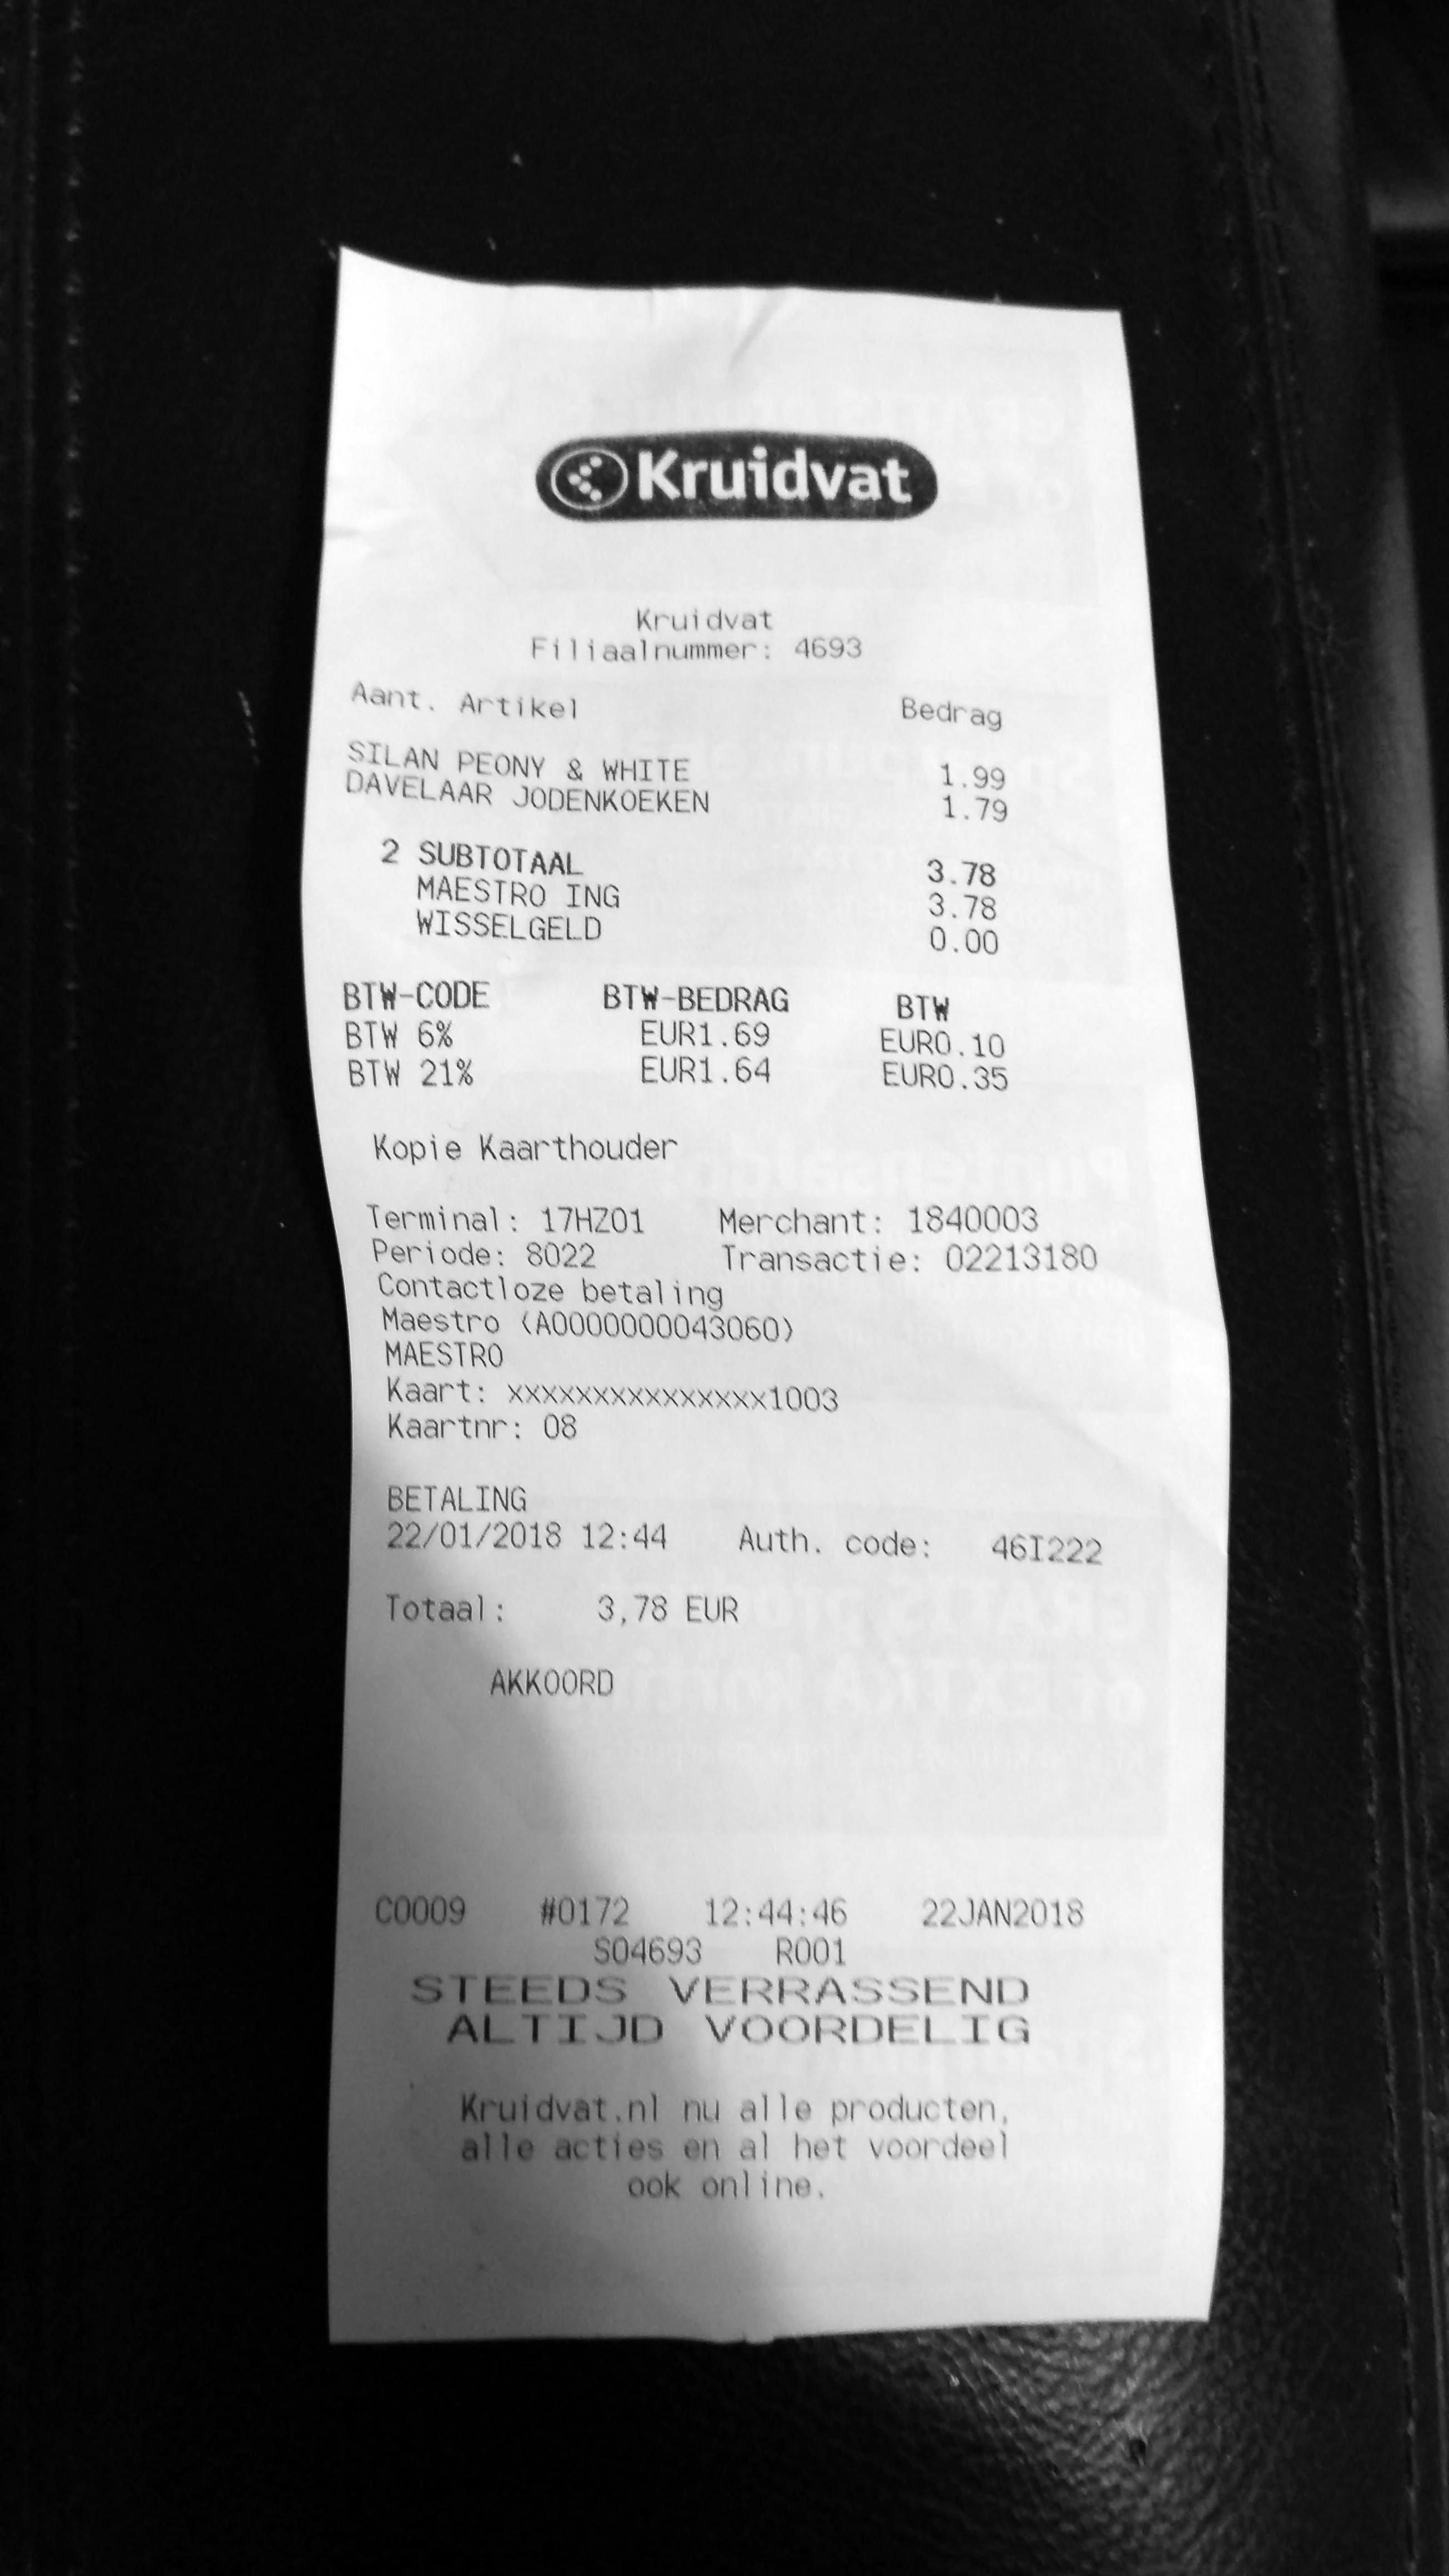 Kruidvat
Kruidvat
Filiaalnummer: 4693
Aant. Artikel Bedrag
SILAN PEONY & WHITE 1.99
DAVELAAR JODENKOEKEN 1.79
2 SUBTOTAAL 3.78
MAESTRO ING 3.78
WISSELGELD 0.00
BTW-CODE BTW-BEDRAG BTW
BTW 6% EUR1.69 EUR0.10
BTW 21% EUR1.64 EUR0.35
Kopie Kaarthouder
Terminal: 17HZ01 Merchant: 1840003
Periode: 8022 Transactie: 02213180
Contactloze betaling
Maestro (A0000000043060)
MAESTRO
Kaart: xxxxxxxxxxxxxxx1003
Kaartnr: 08
BETALING
22/01/2018 12:44 Auth. code: 46I222
Totaal: 3,78 EUR
AKKOORD
C0009 #0172 12:44:46 22JAN2018
S04693 R001
STEEDS VERRASSEND
ALTIJD VOORDELIG
Kruidvat.nl nu alle producten,
alle acties en al het voordeel
ook online.